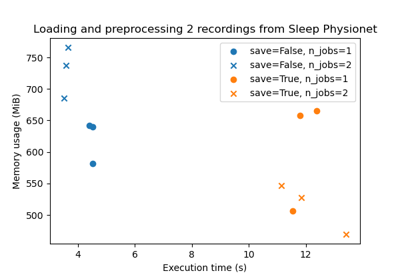 Loading and preprocessing 2 recordings from Sleep Physionet
save=False, n_jobs=1
save=False, n_jobs=2
save=True, n_jobs=1
save=True, n_jobs=2
Memory usage (MiB)
750
700
650
600
550
500
4 6 8 10 12
Execution time (s)